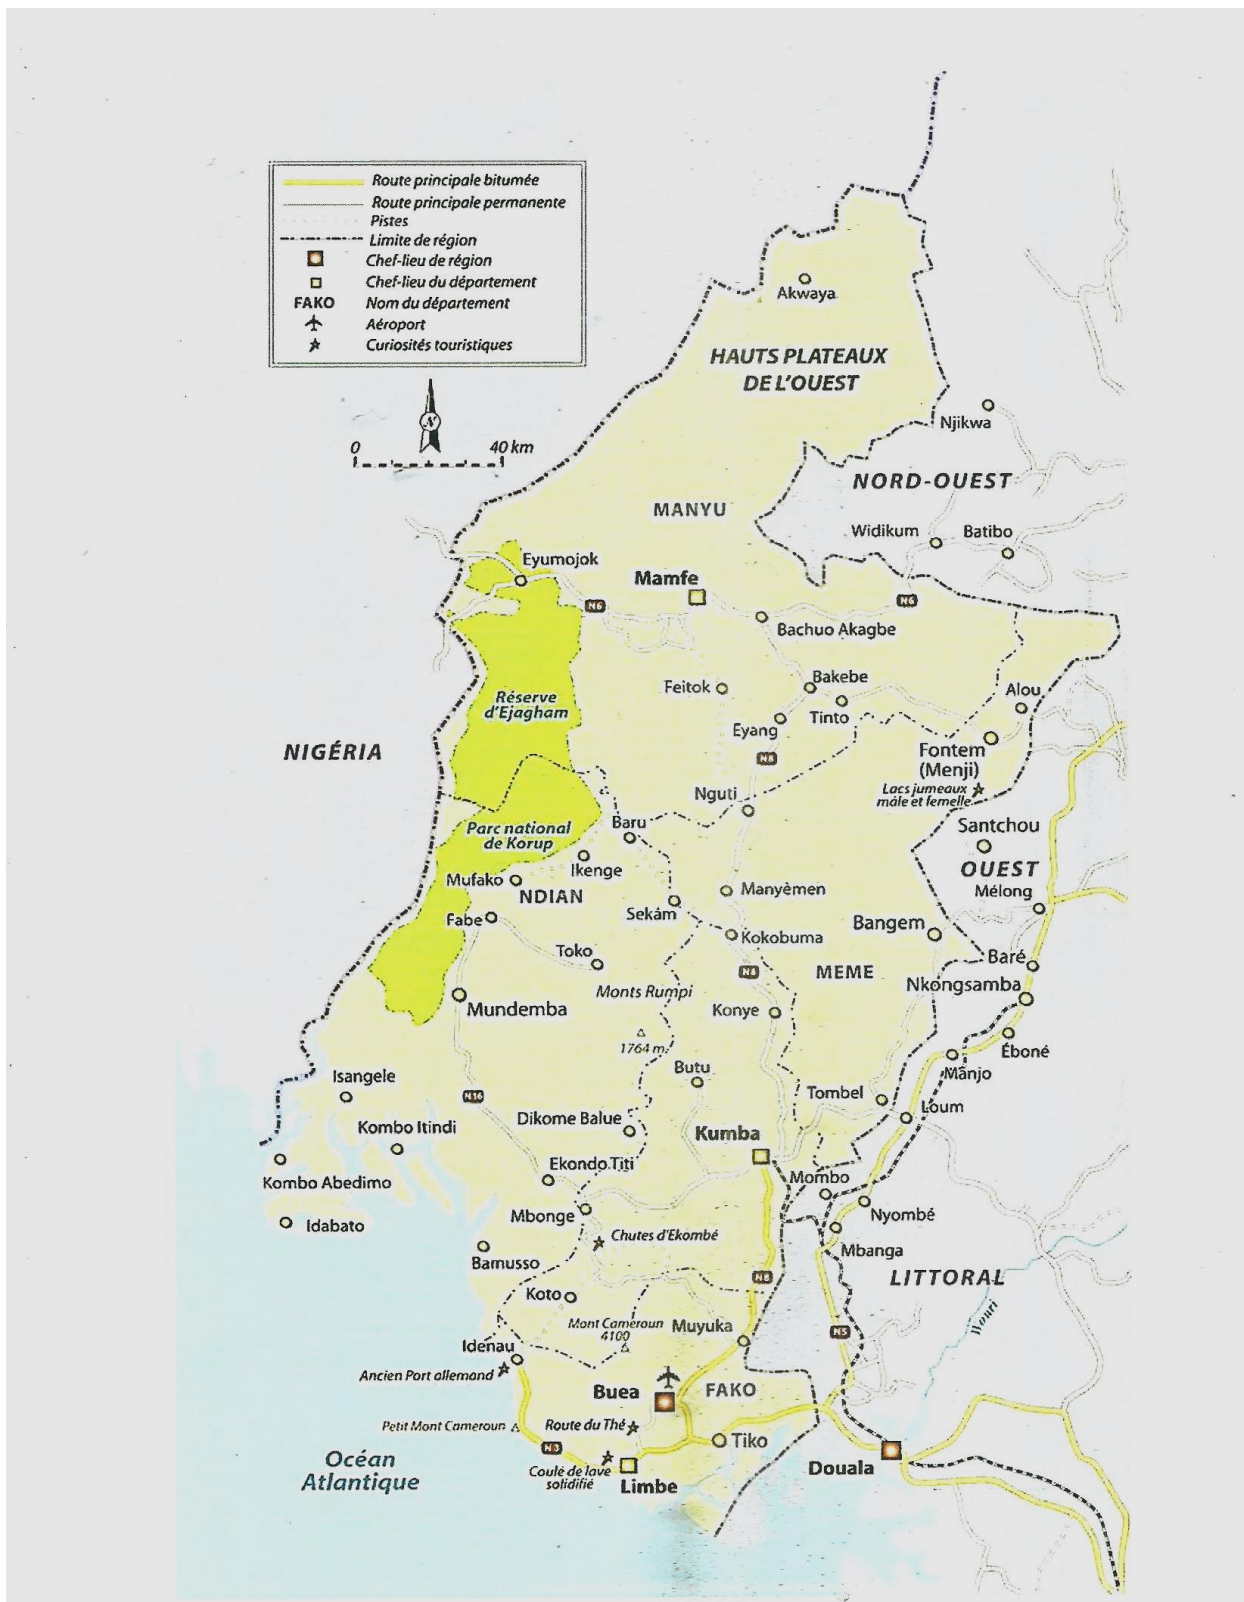 Route principale bitumée
Route principale permanente
Pistes
Limite de région
Chef-lieu de région
Chef-lieu du département
FAKO Nom du département
Aéroport
Curiosités touristiques
N
0 40 km
Akwaya
HAUTS PLATEAUX
DE L'OUEST
Njikwa
NORD-OUEST
MANYU
Widikum
Batibo
Eyumojok
Mamfe
N6
N6
Bachuo Akagbe
Feitok
Bakebe
Alou
Réserve
d'Ejagham
Tinto
Eyang
NIGÉRIA
Fontem
(Menji)
N8
Lacs jumeaux
mâle et femelle
Nguti
Parc national
de Korup
Baru
Santchou
Ikenge
OUEST
Mufako
NDIAN
Manyèmen
Mélong
Sekám
Fabe
Bangem
Kokobuma
Toko
Baré
N8
MEME
Monts Rumpi
Nkongsamba
Mundemba
Konye
1764 m.
Éboné
Butu
Manjo
Isangele
N16
Tombel
Loum
Kombo Itindi
Dikome Balue
Kumba
Ekondo Titi
Kombo Abedimo
Mombo
Mbonge
Nyombé
Idabato
Chutes d'Ekombé
Mbanga
Bamusso
LITTORAL
N8
Koto
Wouri
Mont Cameroun
4100
Muyuka
N5
Idenau
Ancien Port allemand
Buea
FAKO
Petit Mont Cameroun
Route du Thé
Tiko
N3
Océan
Atlantique
Coulé de lave
solidifié
Limbe
Douala